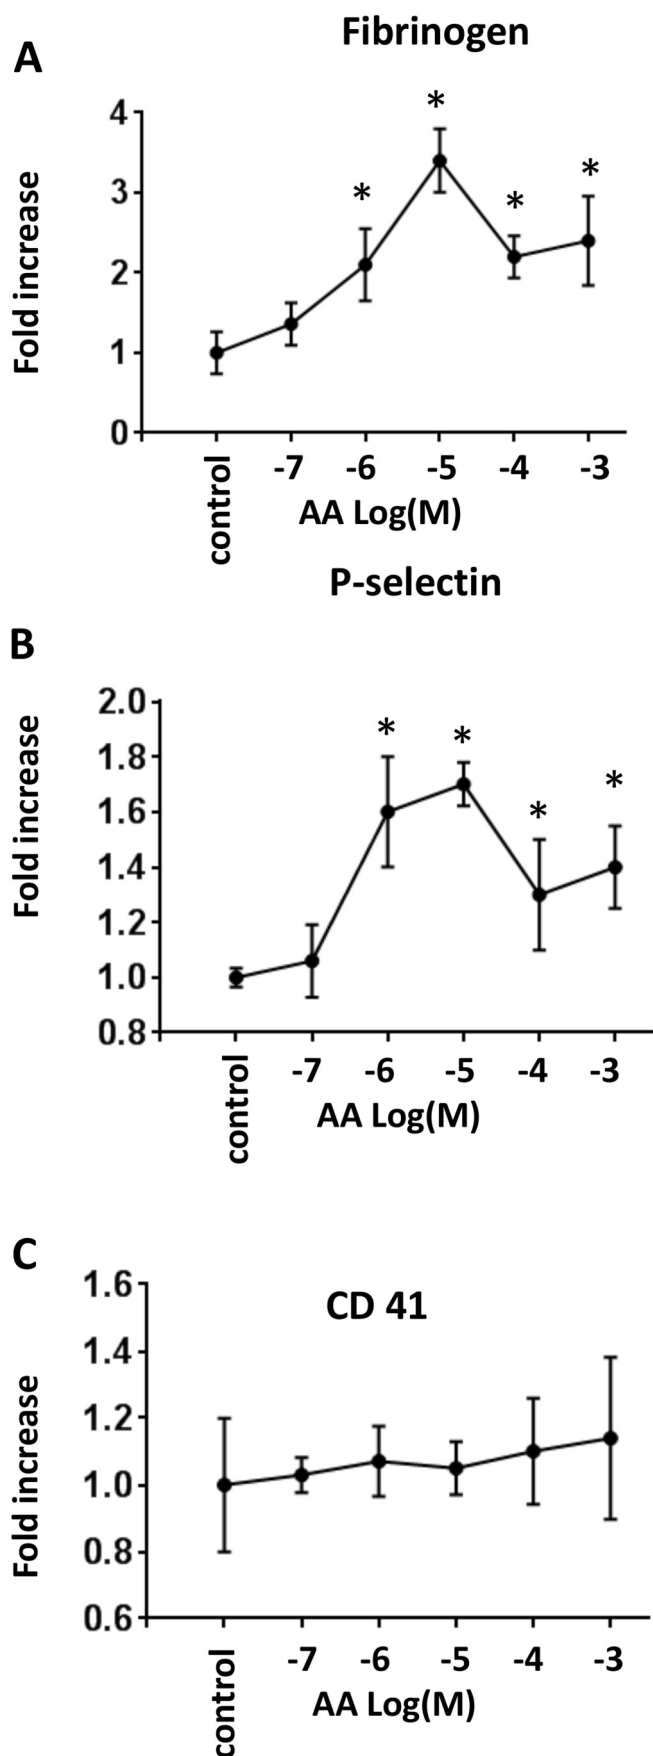 Fibrinogen
A
*
*
*
*
4
3
2
1
0
Fold increase
control
-7
-6
-5
-4
-3
AA Log(M)
P-selectin
B
*
*
*
*
2.0
1.8
1.6
1.4
1.2
1.0
0.8
Fold increase
control
-7
-6
-5
-4
-3
AA Log(M)
C
CD 41
1.6
1.4
1.2
1.0
0.8
0.6
Fold increase
control
-7
-6
-5
-4
-3
AA Log(M)